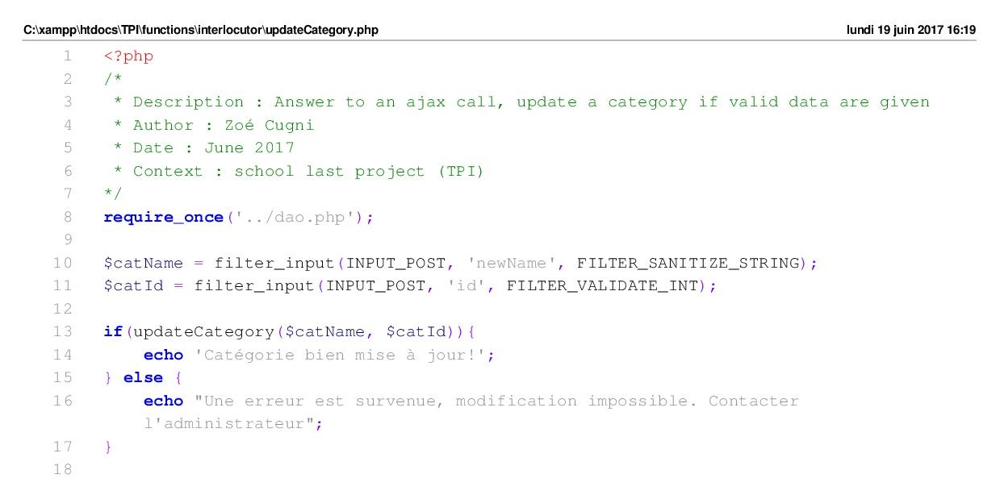 C:\xampp\htdocs\TPI\functions\interlocutor\updateCategory.php lundi 19 juin 2017 16:19
1 <?php
2 /*
3  * Description : Answer to an ajax call, update a category if valid data are given
4  * Author : Zoé Cugni
5  * Date : June 2017
6  * Context : school last project (TPI)
7 */
8 require_once('../dao.php');
9
10 $catName = filter_input(INPUT_POST, 'newName', FILTER_SANITIZE_STRING);
11 $catId = filter_input(INPUT_POST, 'id', FILTER_VALIDATE_INT);
12
13 if(updateCategory($catName, $catId)){
14     echo 'Catégorie bien mise à jour!';
15 } else {
16     echo "Une erreur est survenue, modification impossible. Contacter
l'administrateur";
17 }
18